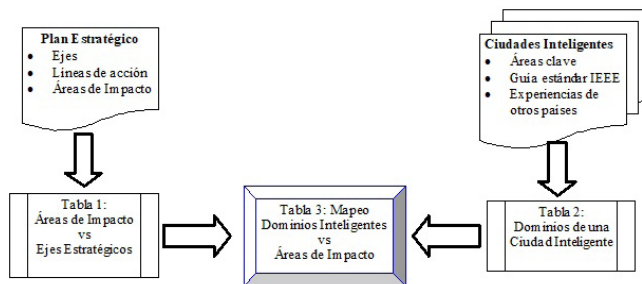 Plan Estratégico
• Ejes
• Líneas de acción
• Áreas de Impacto
Ciudades Inteligentes
• Áreas clave
• Guía estándar IEEE
• Experiencias de
otros paises
Tabla 1:
Áreas de Impacto
vs
Ejes Estratégicos
Tabla 3: Mapeo
Dominios Inteligentes
vs
Áreas de Impacto
Tabla 2:
Dominios de una
Ciudad Inteligente